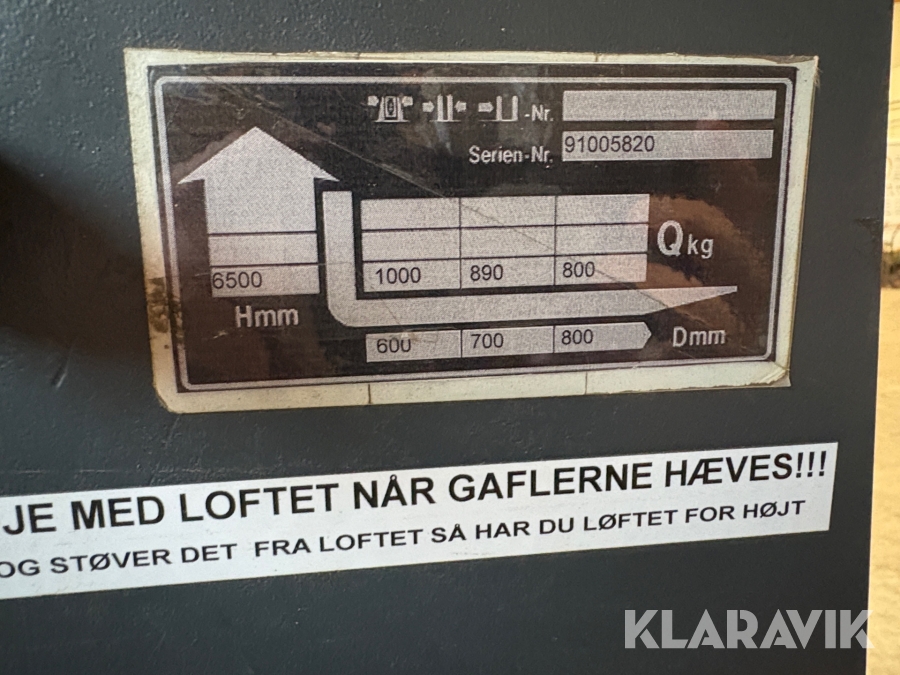 -Nr.
Serien-Nr. 91005820
Qkg
6500 1000 890 800
Hmm
600 700 800 Dmm
JE MED LOFTET NÅR GAFLERNE HÆVES!!!
OG STØVER DET FRA LOFTET SÅ HAR DU LØFTET FOR HØJT
KLARAVIK